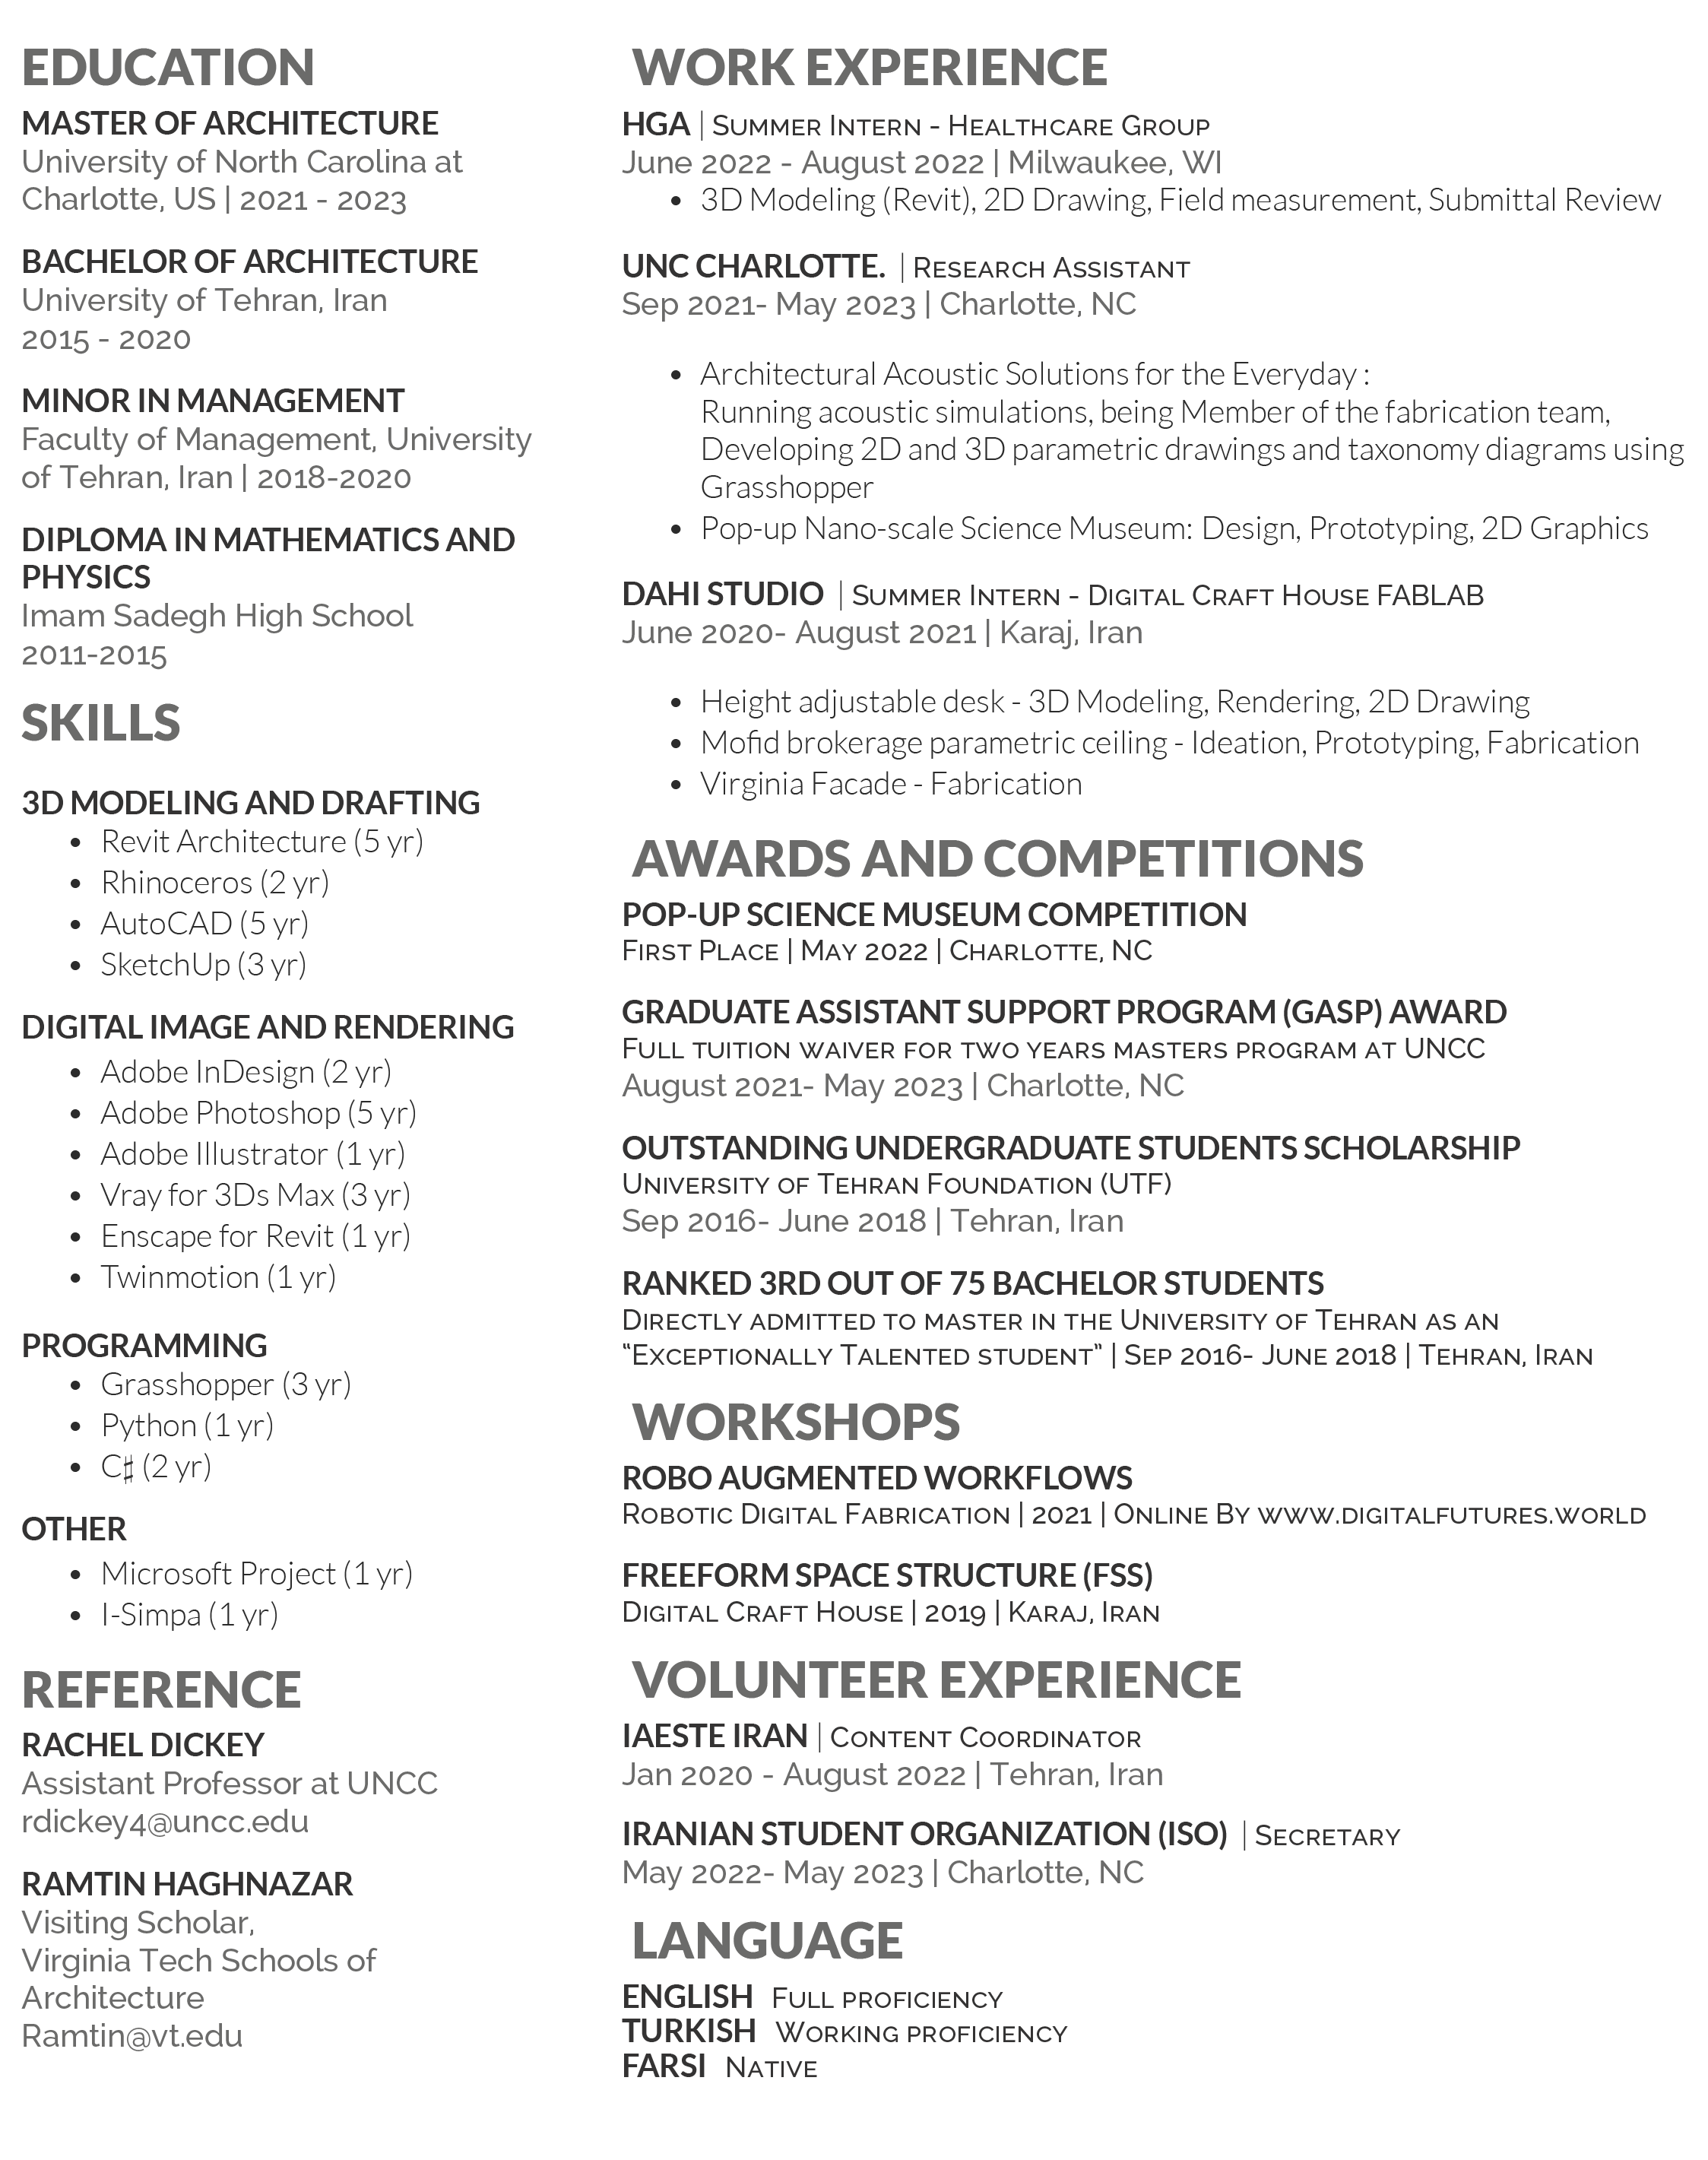 EDUCATION
MASTER OF ARCHITECTURE
University of North Carolina at
Charlotte, US | 2021 - 2023
BACHELOR OF ARCHITECTURE
University of Tehran, Iran
2015 - 2020
MINOR IN MANAGEMENT
Faculty of Management, University
of Tehran, Iran | 2018-2020
DIPLOMA IN MATHEMATICS AND
PHYSICS
Imam Sadegh High School
2011-2015
SKILLS
3D MODELING AND DRAFTING
• Revit Architecture (5 yr)
• Rhinoceros (2 yr)
• AutoCAD (5 yr)
• SketchUp (3 yr)
DIGITAL IMAGE AND RENDERING
• Adobe InDesign (2 yr)
• Adobe Photoshop (5 yr)
• Adobe Illustrator (1 yr)
• Vray for 3Ds Max (3 yr)
• Enscape for Revit (1 yr)
• Twinmotion (1 yr)
PROGRAMMING
• Grasshopper (3 yr)
• Python (1 yr)
• C♯ (2 yr)
OTHER
• Microsoft Project (1 yr)
• I-Simpa (1 yr)
REFERENCE
RACHEL DICKEY
Assistant Professor at UNCC
rdickey4@uncc.edu
RAMTIN HAGHNAZAR
Visiting Scholar,
Virginia Tech Schools of
Architecture
Ramtin@vt.edu
WORK EXPERIENCE
HGA | Summer Intern - Healthcare Group
June 2022 - August 2022 | Milwaukee, WI
• 3D Modeling (Revit), 2D Drawing, Field measurement, Submittal Review
UNC CHARLOTTE. | Research Assistant
Sep 2021- May 2023 | Charlotte, NC
• Architectural Acoustic Solutions for the Everyday :
Running acoustic simulations, being Member of the fabrication team,
Developing 2D and 3D parametric drawings and taxonomy diagrams using
Grasshopper
• Pop-up Nano-scale Science Museum: Design, Prototyping, 2D Graphics
DAHI STUDIO | Summer Intern - Digital Craft House FABLAB
June 2020- August 2021 | Karaj, Iran
• Height adjustable desk - 3D Modeling, Rendering, 2D Drawing
• Mofid brokerage parametric ceiling - Ideation, Prototyping, Fabrication
• Virginia Facade - Fabrication
AWARDS AND COMPETITIONS
POP-UP SCIENCE MUSEUM COMPETITION
First Place | May 2022 | Charlotte, NC
GRADUATE ASSISTANT SUPPORT PROGRAM (GASP) AWARD
Full tuition waiver for two years masters program at UNCC
August 2021- May 2023 | Charlotte, NC
OUTSTANDING UNDERGRADUATE STUDENTS SCHOLARSHIP
University of Tehran Foundation (UTF)
Sep 2016- June 2018 | Tehran, Iran
RANKED 3RD OUT OF 75 BACHELOR STUDENTS
Directly admitted to master in the University of Tehran as an
“Exceptionally Talented student” | Sep 2016- June 2018 | Tehran, Iran
WORKSHOPS
ROBO AUGMENTED WORKFLOWS
Robotic Digital Fabrication | 2021 | Online By www.digitalfutures.world
FREEFORM SPACE STRUCTURE (FSS)
Digital Craft House | 2019 | Karaj, Iran
VOLUNTEER EXPERIENCE
IAESTE IRAN | Content Coordinator
Jan 2020 - August 2022 | Tehran, Iran
IRANIAN STUDENT ORGANIZATION (ISO) | Secretary
May 2022- May 2023 | Charlotte, NC
LANGUAGE
ENGLISH Full proficiency
TURKISH Working proficiency
FARSI Native